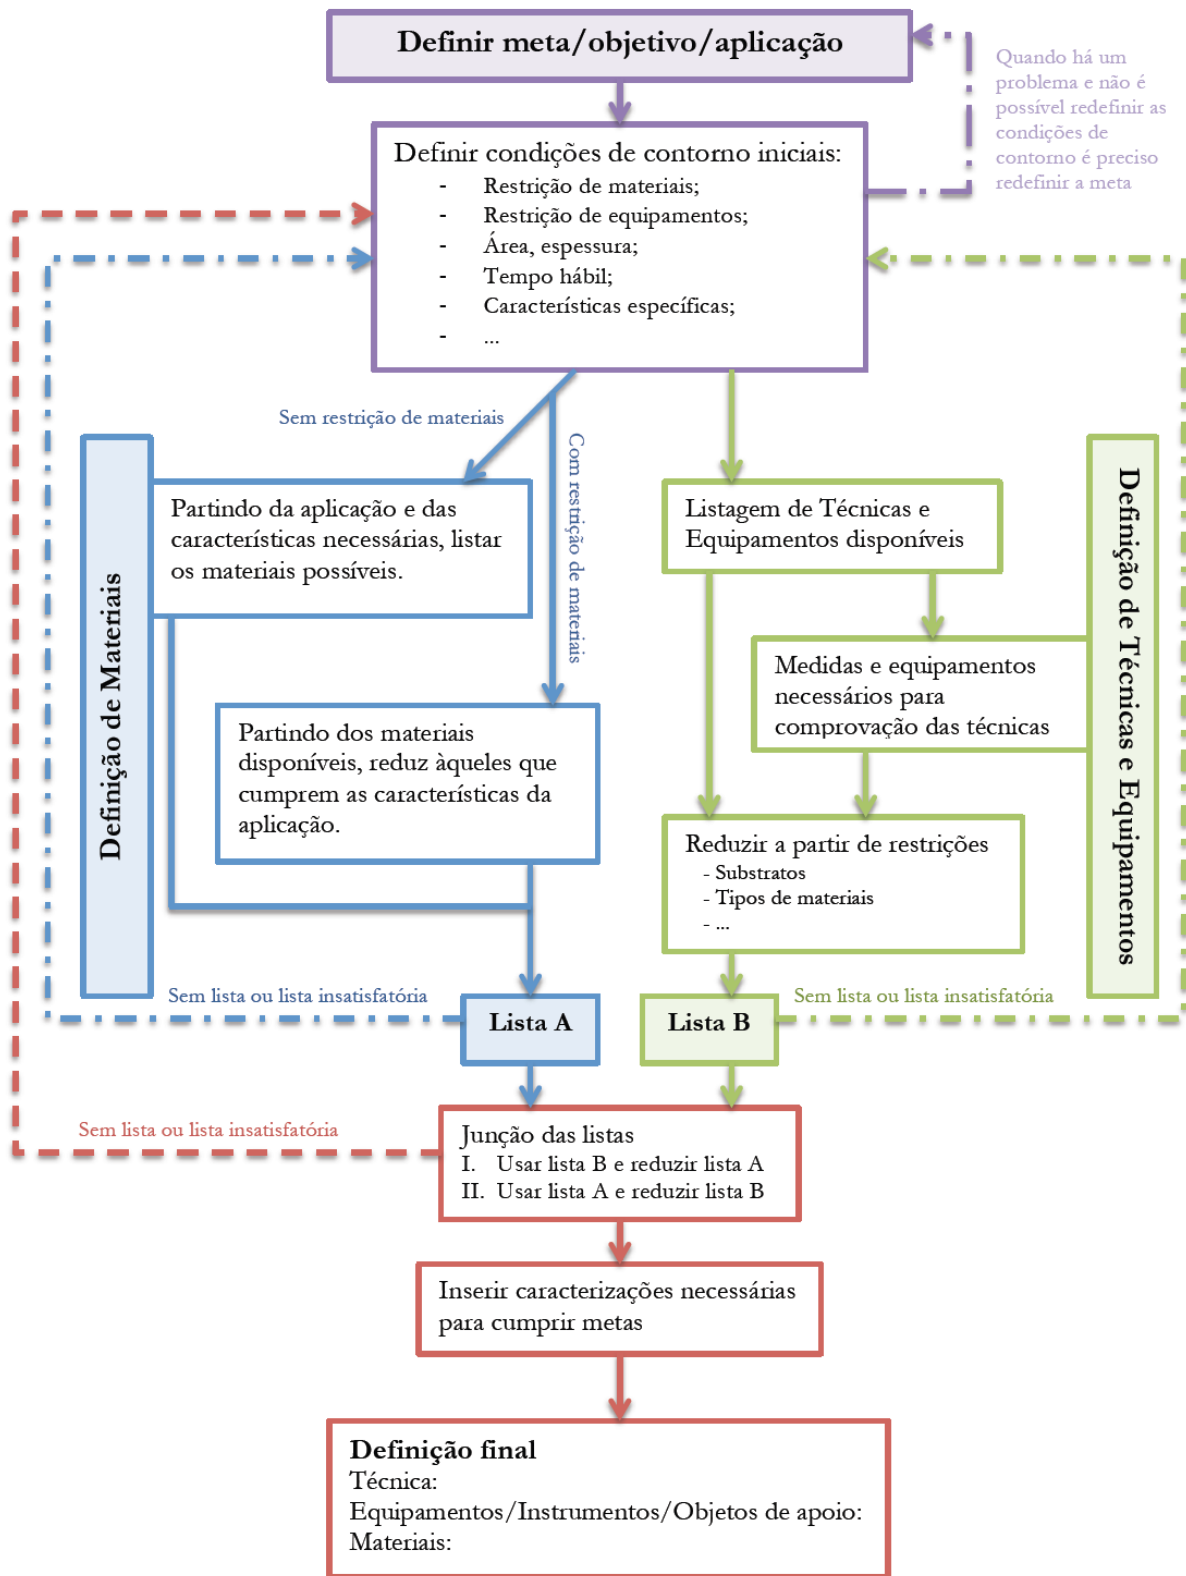 Definir meta/objetivo/aplicação
Quando há um
problema e não é
possível redefinir as
condições de
contorno é preciso
redefinir a meta
Definir condições de contorno iniciais:
- Restrição de materiais;
- Restrição de equipamentos;
- Área, espessura;
- Tempo hábil;
- Características específicas;
- ...
Sem restrição de materiais
Com restrição de materiais
Definição de Materiais
Partindo da aplicação e das
características necessárias, listar
os materiais possíveis.
Partindo dos materiais
disponíveis, reduz àqueles que
cumprem as características da
aplicação.
Listagem de Técnicas e
Equipamentos disponíveis
Medidas e equipamentos
necessários para
comprovação das técnicas
Definição de Técnicas e Equipamentos
Reduzir a partir de restrições
- Substratos
- Tipos de materiais
- ...
Sem lista ou lista insatisfatória
Lista A
Lista B
Sem lista ou lista insatisfatória
Sem lista ou lista insatisfatória
Junção das listas
I. Usar lista B e reduzir lista A
II. Usar lista A e reduzir lista B
Inserir caracterizações necessárias
para cumprir metas
Definição final
Técnica:
Equipamentos/Instrumentos/Objetos de apoio:
Materiais: